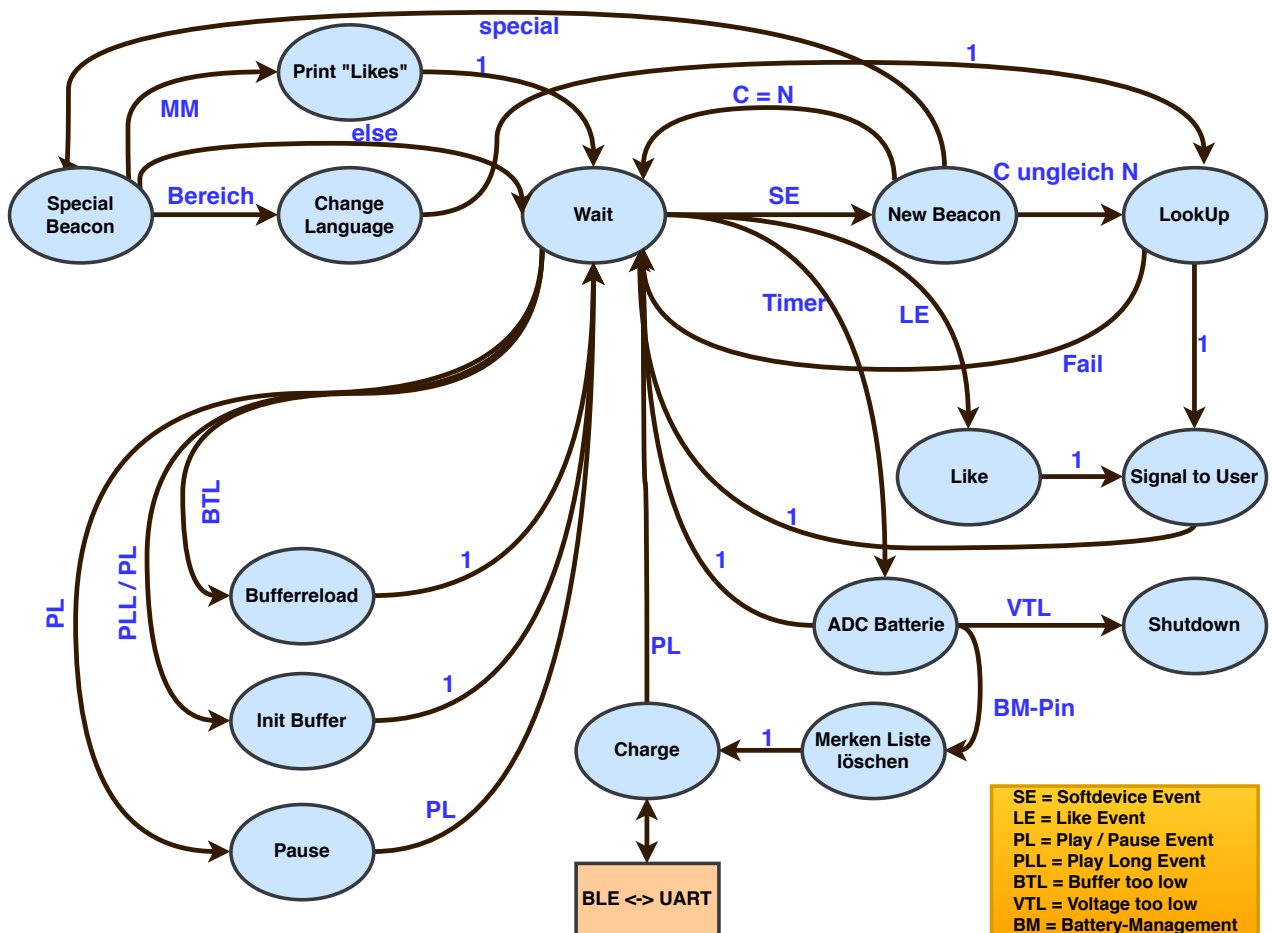 special
Print "Likes"
1
1
MM
C = N
else
Special
Beacon
Bereich
Change
Language
Wait
SE
New Beacon
C ungleich N
LookUp
Timer
LE
Fail
1
Like
1
Signal to User
BTL
PLL / PL
PL
1
1
1
Bufferreload
ADC Batterie
VTL
Shutdown
PL
1
Init Buffer
BM-Pin
Charge
1
Merken Liste
löschen
PL
Pause
BLE <-> UART
SE = Softdevice Event
LE = Like Event
PL = Play / Pause Event
PLL = Play Long Event
BTL = Buffer too low
VTL = Voltage too low
BM = Battery-Management